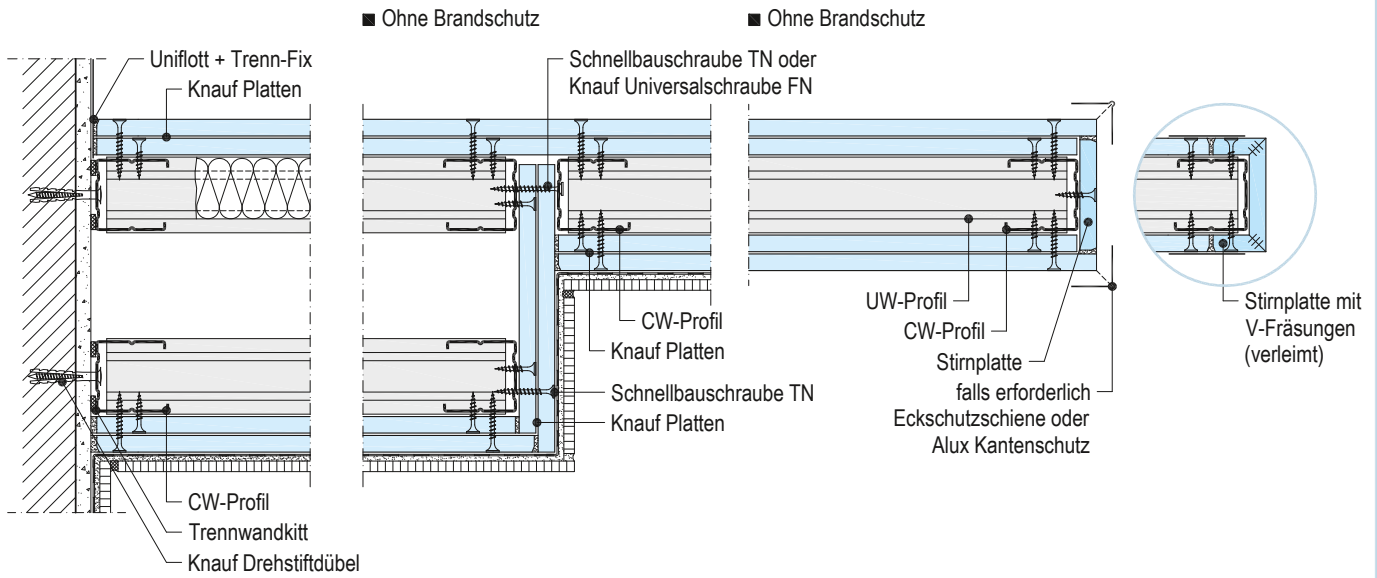 ■ Ohne Brandschutz
■ Ohne Brandschutz
Uniflott + Trenn-Fix
Knauf Platten
Schnellbauschraube TN oder
Knauf Universalschraube FN
CW-Profil
Knauf Platten
Schnellbauschraube TN
Knauf Platten
UW-Profil
CW-Profil
Stirnplatte
falls erforderlich
Eckschutzschiene oder
Alux Kantenschutz
Stirnplatte mit
V-Fräsungen
(verleimt)
CW-Profil
Trennwandkitt
Knauf Drehstiftdübel